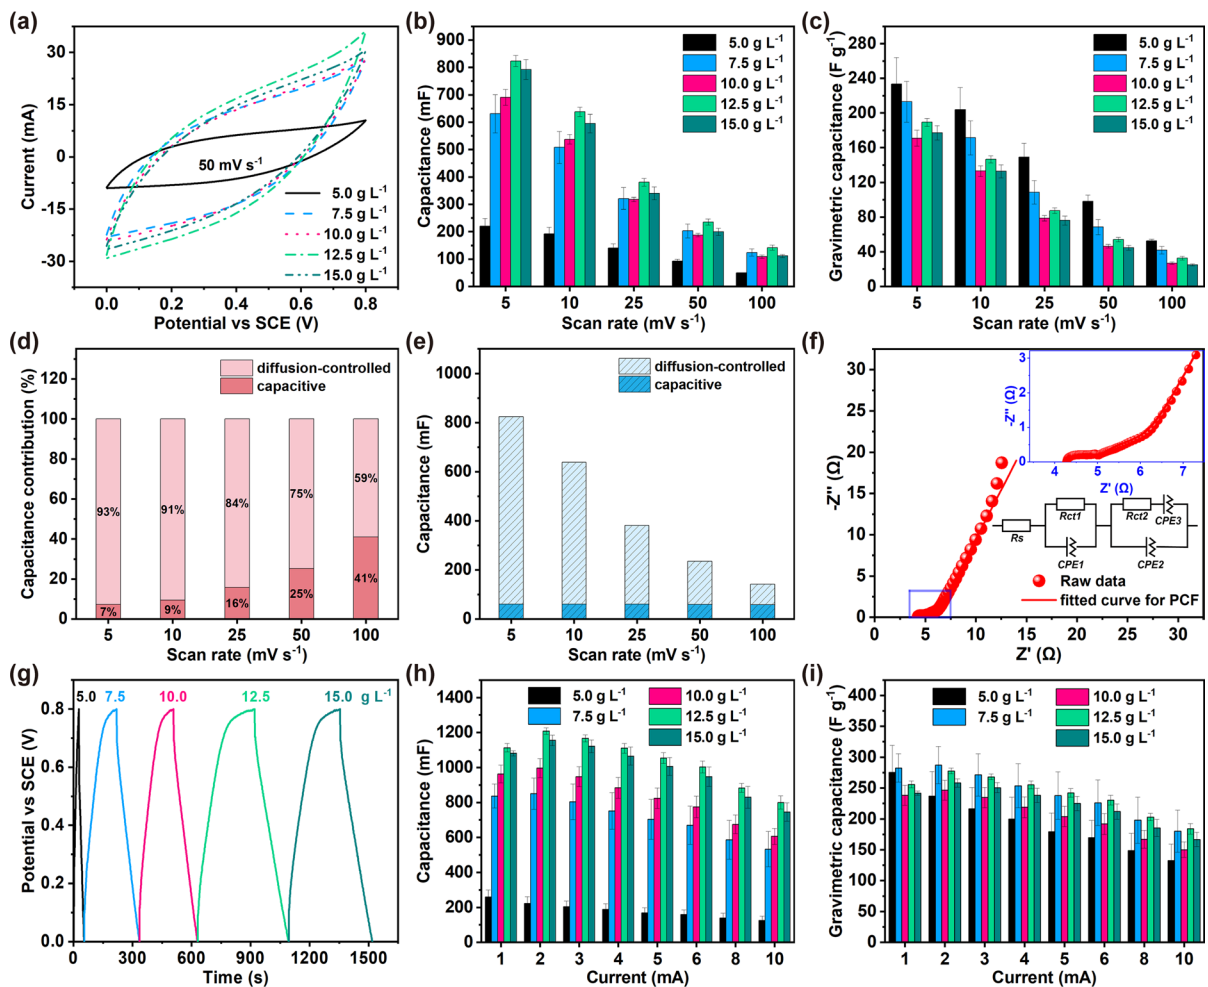 (a)
Current (mA)
30
15
0
-15
-30
50 mV s⁻¹
5.0 g L⁻¹
7.5 g L⁻¹
10.0 g L⁻¹
12.5 g L⁻¹
15.0 g L⁻¹
0.0 0.2 0.4 0.6 0.8
Potential vs SCE (V)
(b)
Capacitance (mF)
900
800
700
600
500
400
300
200
100
0
5.0 g L⁻¹
7.5 g L⁻¹
10.0 g L⁻¹
12.5 g L⁻¹
15.0 g L⁻¹
5 10 25 50 100
Scan rate (mV s⁻¹)
(c)
Gravimetric capacitance (F g⁻¹)
280
240
200
160
120
80
40
0
5.0 g L⁻¹
7.5 g L⁻¹
10.0 g L⁻¹
12.5 g L⁻¹
15.0 g L⁻¹
5 10 25 50 100
Scan rate (mV s⁻¹)
(d)
Capacitance contribution (%)
120
100
80
60
40
20
0
diffusion-controlled
capacitive
93% 91% 84% 75% 59%
7% 9% 16% 25% 41%
5 10 25 50 100
Scan rate (mV s⁻¹)
(e)
Capacitance (mF)
1000
800
600
400
200
0
diffusion-controlled
capacitive
5 10 25 50 100
Scan rate (mV s⁻¹)
(f)
-Z'' (Ω)
30
25
20
15
10
5
0
-Z'' (Ω)
3
2
1
0
4 5 6 7
Z' (Ω)
Rs
Rct1
CPE1
Rct2
CPE3
CPE2
Raw data
fitted curve for PCF
0 5 10 15 20 25 30
Z' (Ω)
(g)
Potential vs SCE (V)
0.8
0.6
0.4
0.2
0.0
5.0 7.5 10.0 12.5 15.0 g L⁻¹
0 300 600 900 1200 1500
Time (s)
(h)
Capacitance (mF)
1400
1200
1000
800
600
400
200
0
5.0 g L⁻¹
7.5 g L⁻¹
10.0 g L⁻¹
12.5 g L⁻¹
15.0 g L⁻¹
1 2 3 4 5 6 8 10
Current (mA)
(i)
Gravimetric capacitance (F g⁻¹)
400
350
300
250
200
150
100
50
0
5.0 g L⁻¹
7.5 g L⁻¹
10.0 g L⁻¹
12.5 g L⁻¹
15.0 g L⁻¹
1 2 3 4 5 6 8 10
Current (mA)